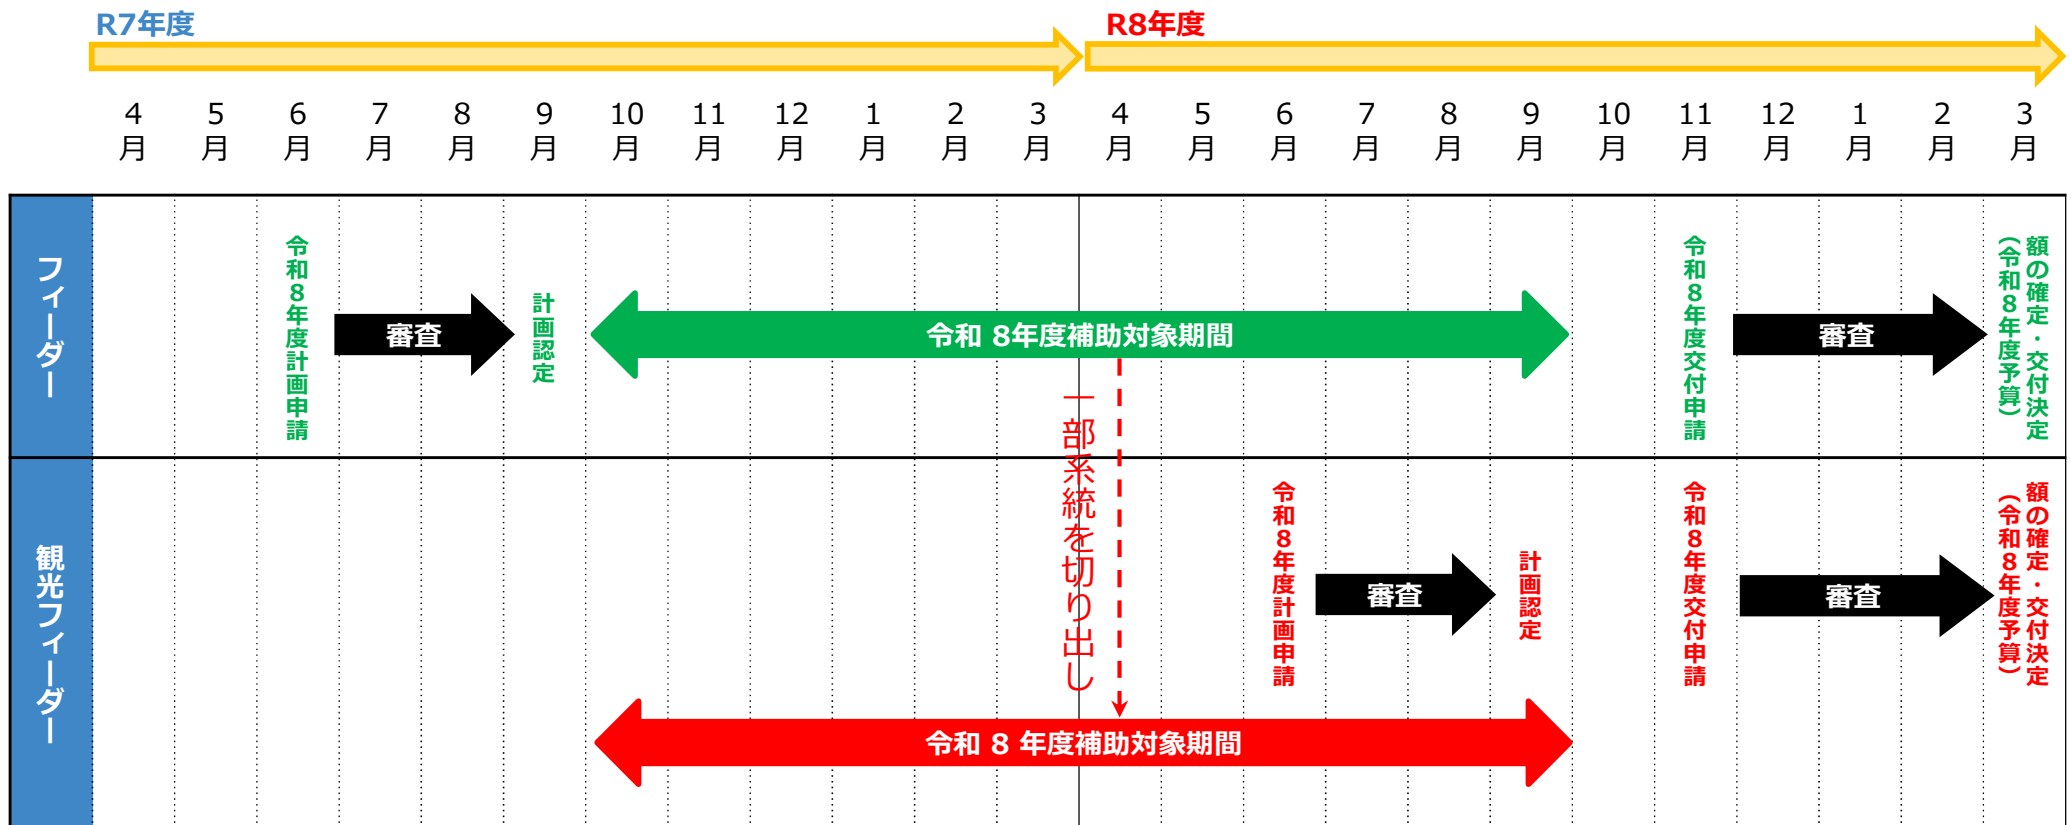 R7年度
R8年度
4月 5月 6月 7月 8月 9月 10月 11月 12月 1月 2月 3月 4月 5月 6月 7月 8月 9月 10月 11月 12月 1月 2月 3月
フィーダー
令和8年度計画申請
審査
計画認定
令和 8年度補助対象期間
令和8年度交付申請
審査
額の確定・交付決定
(令和8年度予算)
一部系統を切り出し
観光フィーダー
令和8年度計画申請
審査
計画認定
令和8年度交付申請
審査
額の確定・交付決定
(令和8年度予算)
令和 8 年度補助対象期間